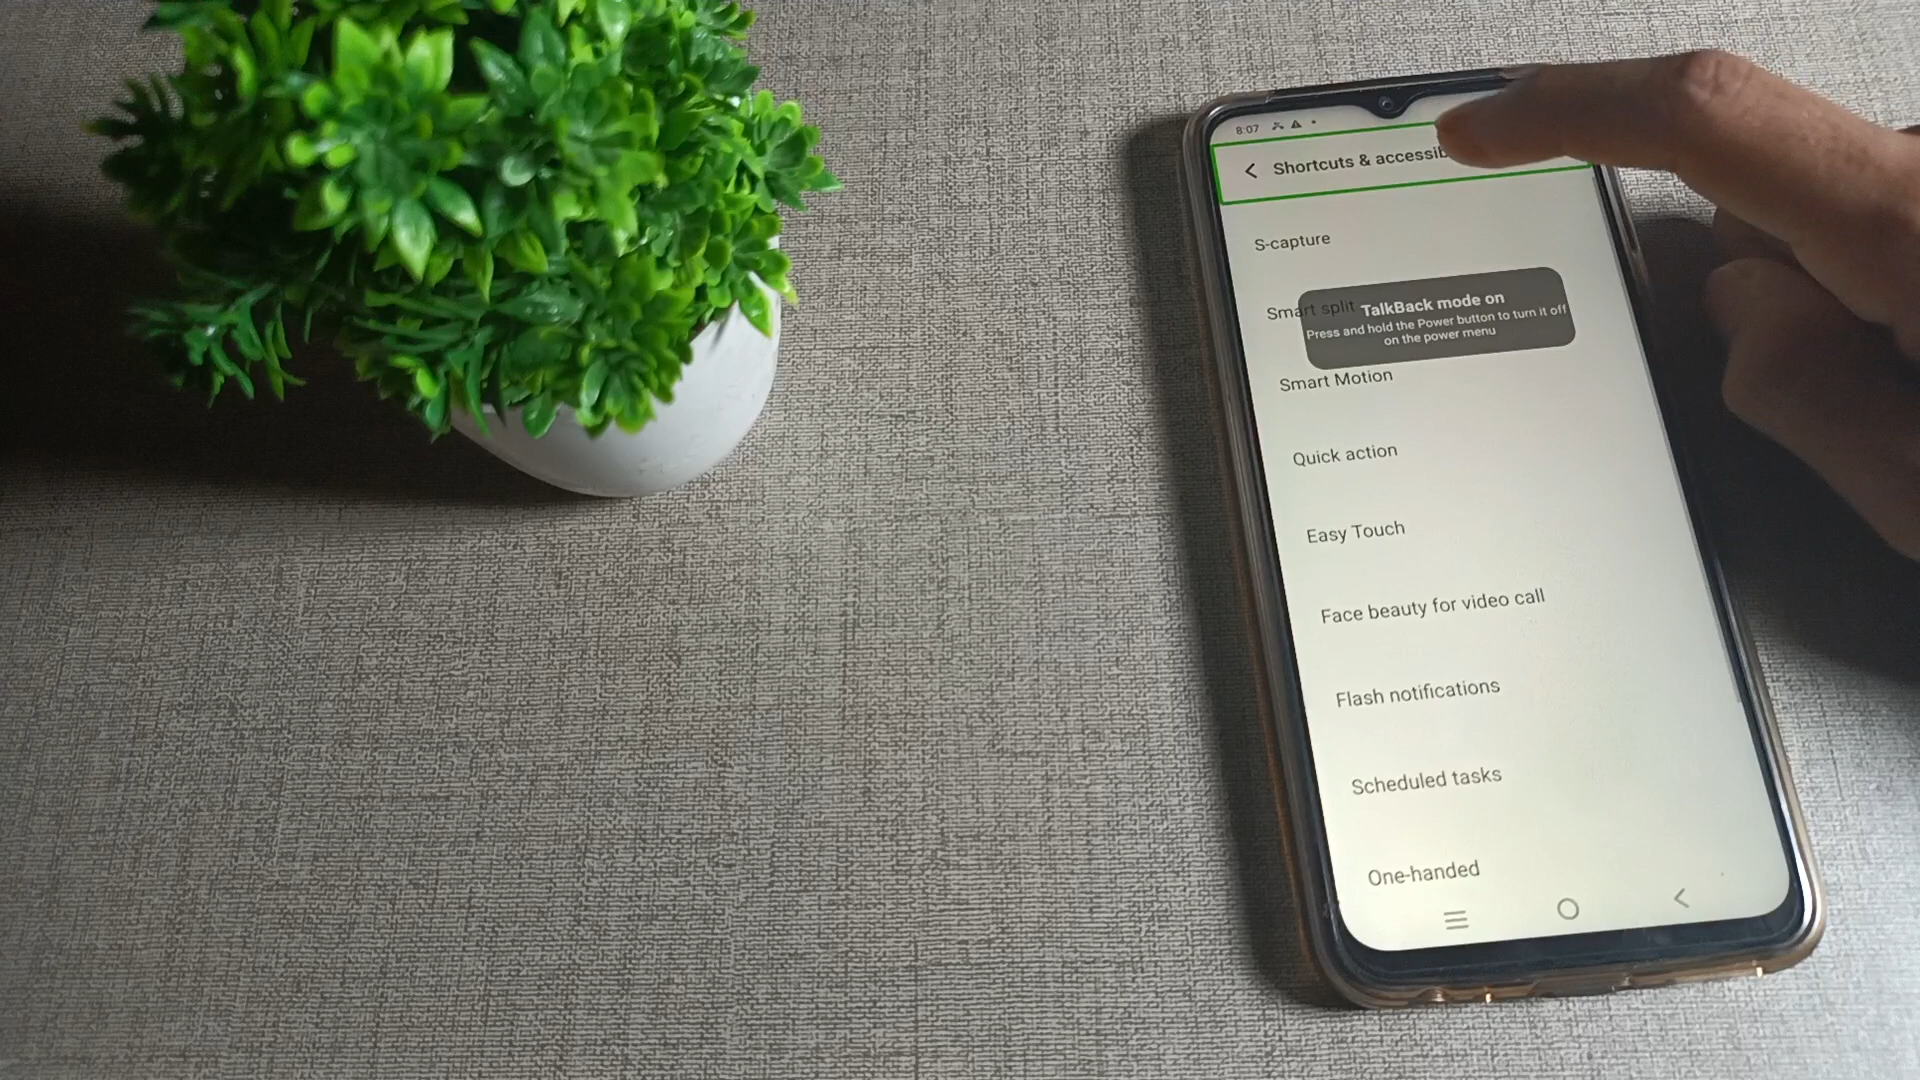 8:07
Shortcuts & accessib
S-capture
Smart split
TalkBack mode on
Press and hold the Power button to turn it off
on the power menu
Smart Motion
Quick action
Easy Touch
Face beauty for video call
Flash notifications
Scheduled tasks
One-handed